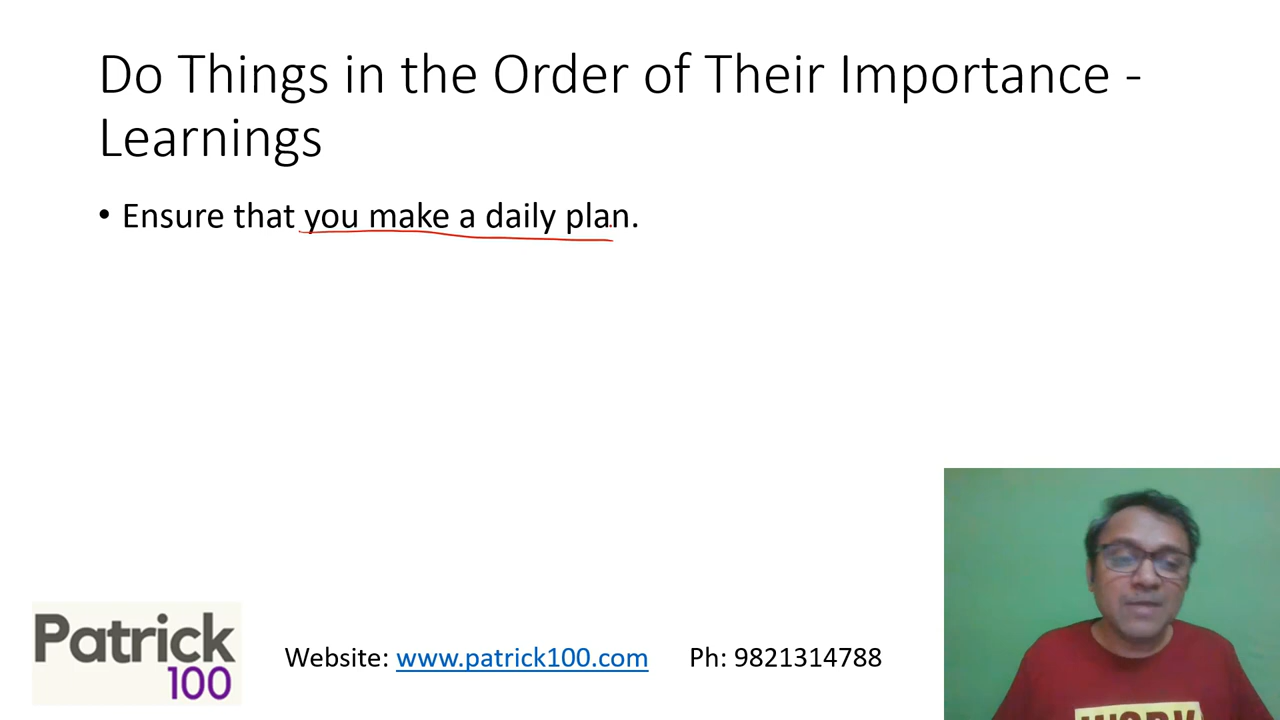 Do Things in the Order of Their Importance -
Learnings
• Ensure that you make a daily plan.
Patrick
100
Website: www.patrick100.com Ph: 9821314788